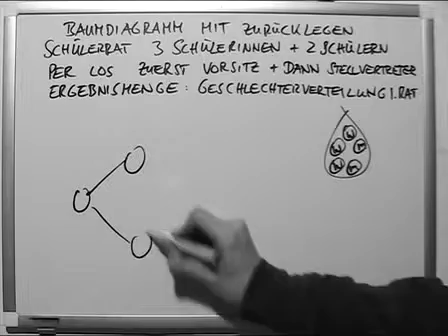 BAUMDIAGRAMM MIT ZURÜCKLEGEN
SCHÜLERRAT 3 SCHÜLERINNEN + 2 SCHÜLERN
PER LOS ZUERST VORSITZ + DANN STELLVERTRETER
ERGEBNISMENGE: GESCHLECHTERVERTEILUNG I. RAT